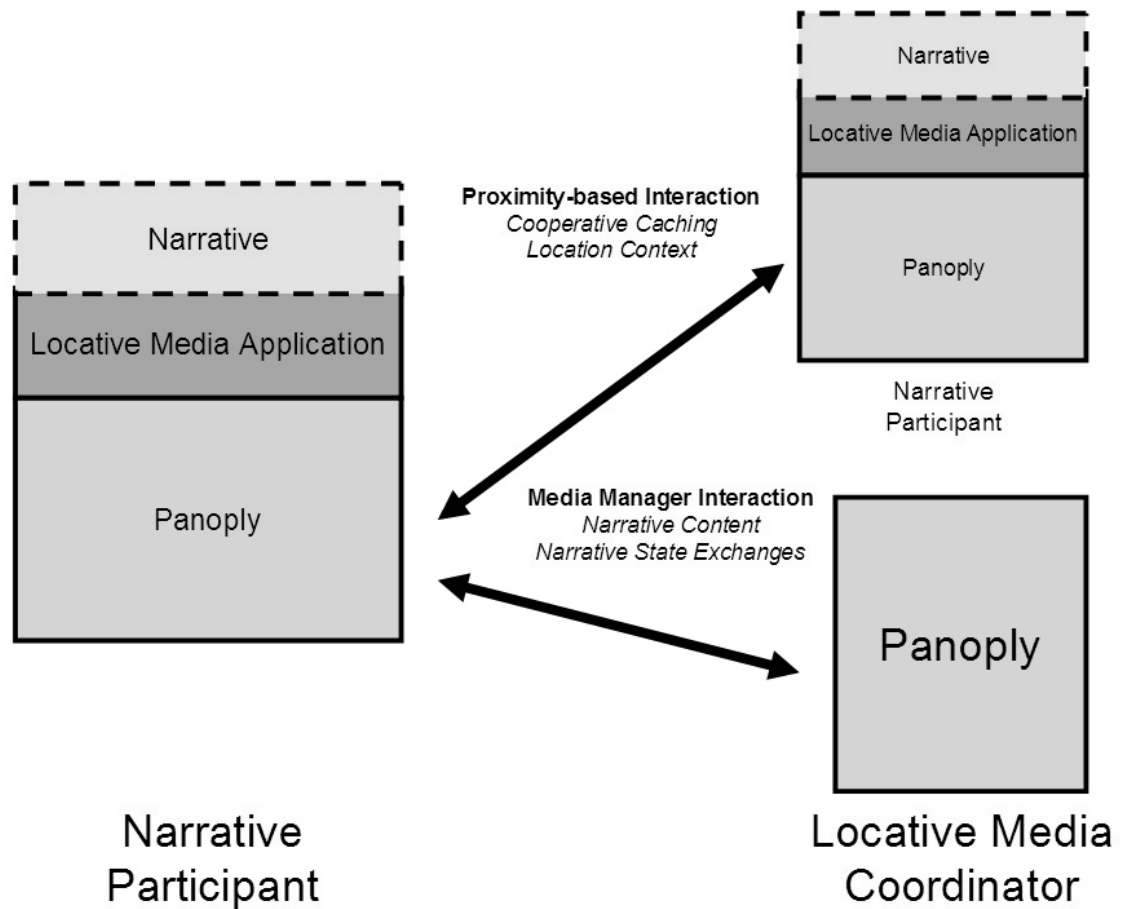 Narrative
Locative Media Application
Panoply
Narrative
Participant
Proximity-based Interaction
Cooperative Caching
Location Context
Media Manager Interaction
Narrative Content
Narrative State Exchanges
Narrative
Locative Media Application
Panoply
Narrative
Participant
Panoply
Locative Media
Coordinator